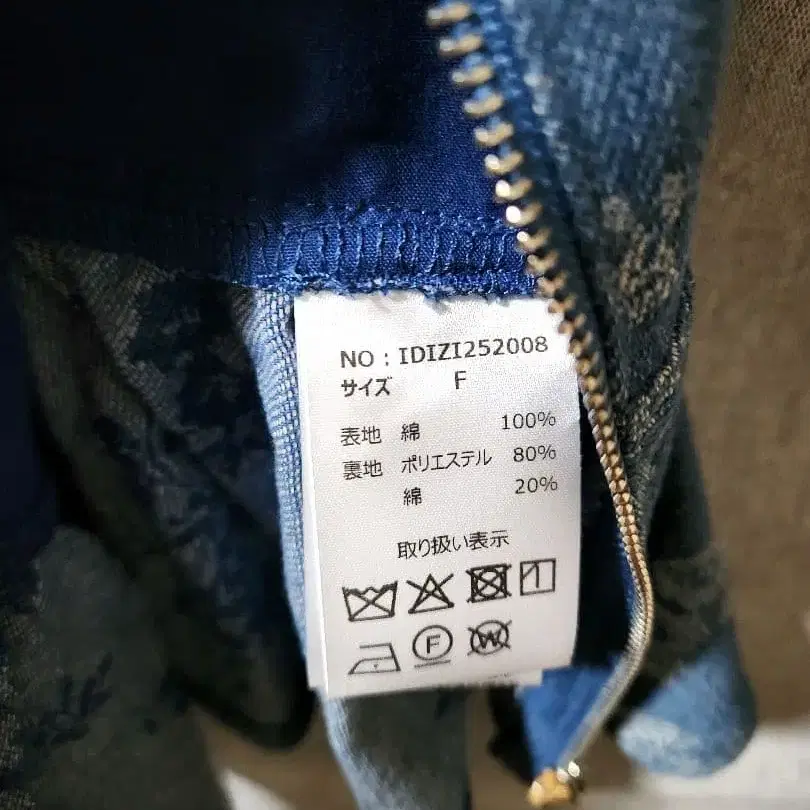 NO : IDIZI252008
サイズ F
表地 綿 100%
裏地 ポリエステル 80%
綿 20%
取り扱い表示
F
W